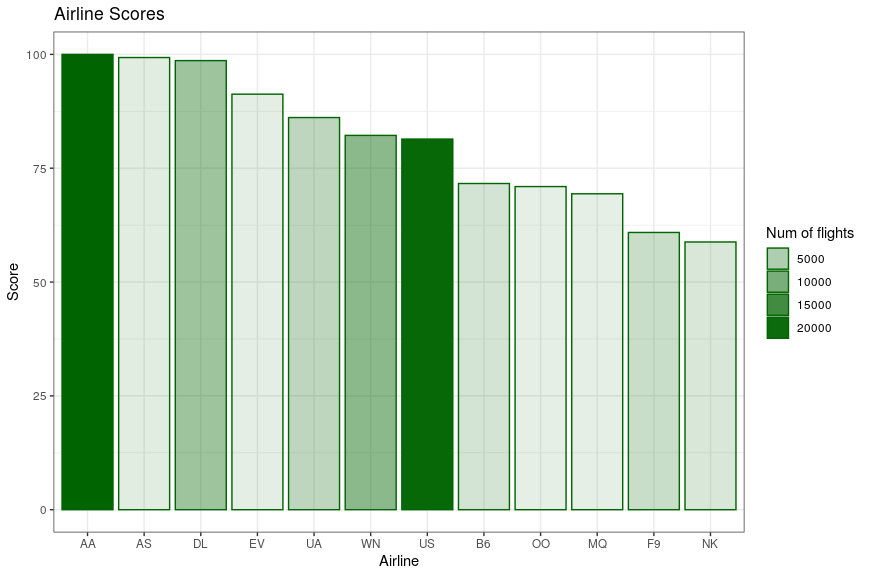 Airline Scores
100
75
50
25
0
Score
AA AS DL EV UA WN US B6 OO MQ F9 NK
Airline
Num of flights
5000
10000
15000
20000